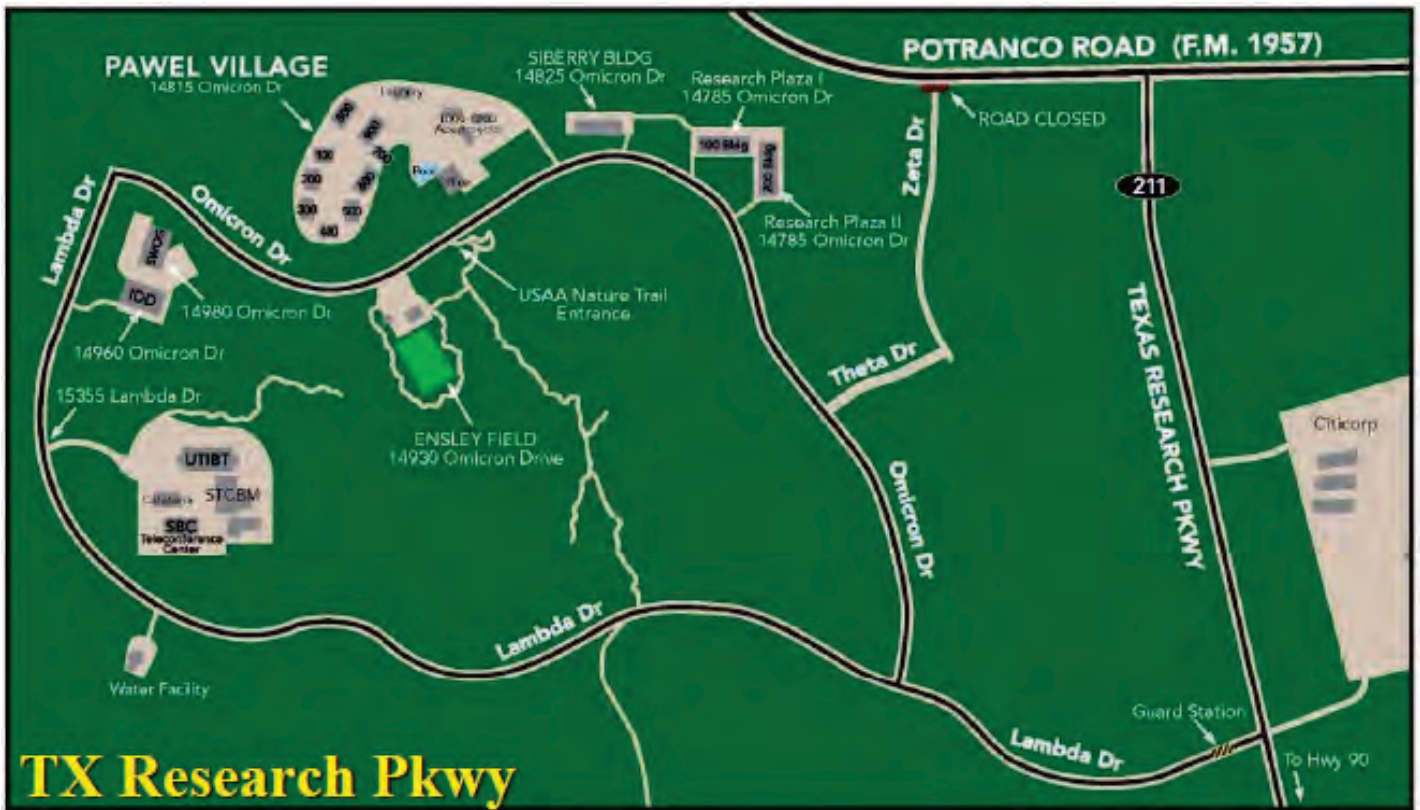 POTRANCO ROAD (F.M. 1957)
PAWEL VILLAGE
14815 Omicron Dr
SIBERRY BLDG
14825 Omicron Dr
Research Plaza I
14785 Omicron Dr
ROAD CLOSED
Zeta Dr
211
100 Bldg
200 Bldg
Research Plaza II
14785 Omicron Dr
Lambda Dr
Omicron Dr
SWOS
IDD
14980 Omicron Dr
14960 Omicron Dr
USAA Nature Trail
Entrance
Theta Dr
TEXAS RESEARCH PKWY
15355 Lambda Dr
ENSLEY FIELD
14930 Omicron Drive
Citicorp
UTIBT
STCBM
SBC
Teleconference
Center
Omicron Dr
Lambda Dr
Water Facility
Guard Station
Lambda Dr
To Hwy 90
TX Research Pkwy